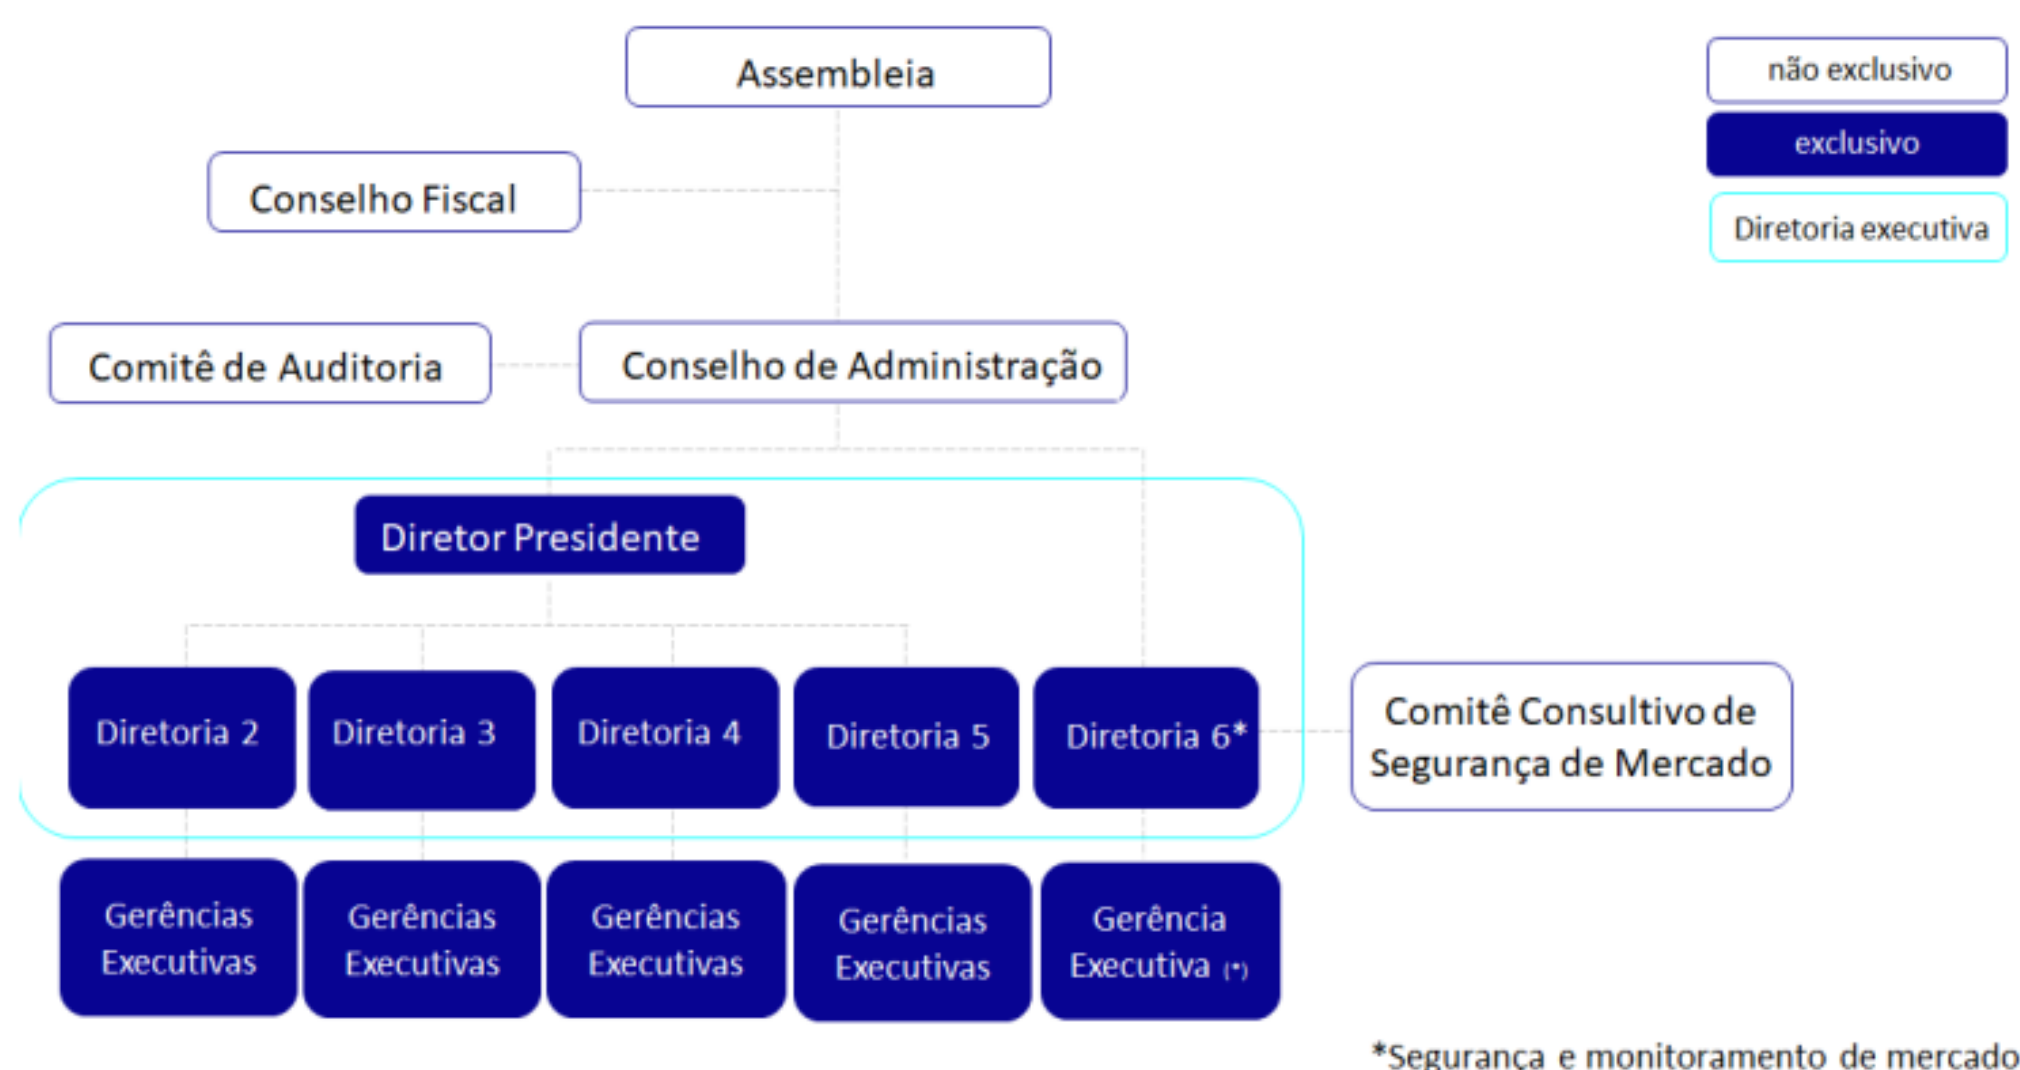 Assembleia
não exclusivo
exclusivo
Diretoria executiva
Conselho Fiscal
Comitê de Auditoria
Conselho de Administração
Diretor Presidente
Diretoria 2
Diretoria 3
Diretoria 4
Diretoria 5
Diretoria 6*
Comitê Consultivo de
Segurança de Mercado
Gerências
Executivas
Gerências
Executivas
Gerências
Executivas
Gerências
Executivas
Gerência
Executiva (*)
*Segurança e monitoramento de mercado